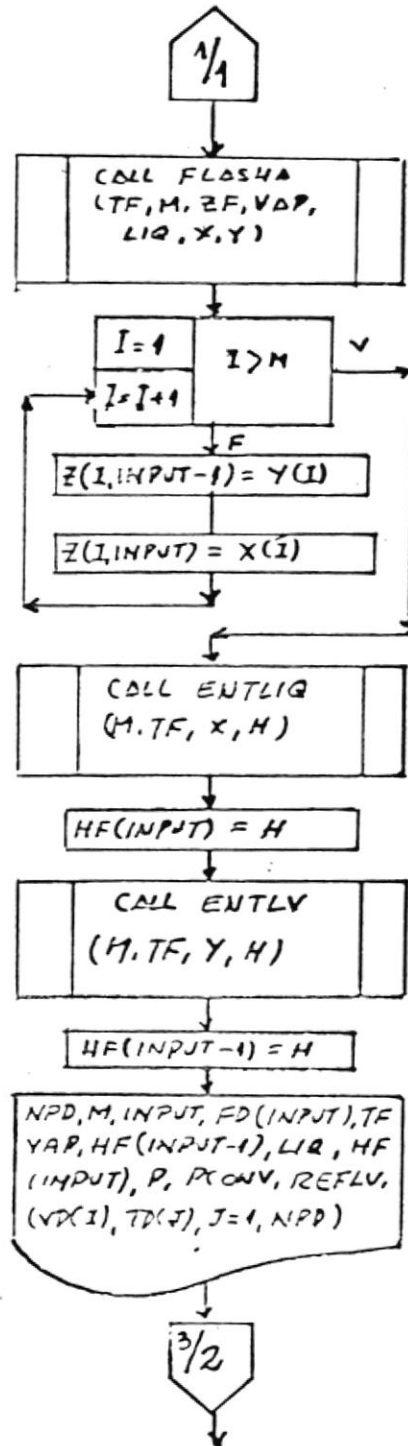 1/1
CALL FLASHA
(TF, M, ZF, VAP,
LIQ, X, Y)
I=1
I>M
V
I=I+1
F
Z(I,INPUT-1)=Y(I)
Z(I,INPUT)=X(I)
CALL ENTLIQ
(M.TF, X, H)
HF(INPUT)=H
CALL ENTLV
(M.TF, Y, H)
HF(INPUT-1)=H
NPD,M,INPUT,FD(INPUT),TF
VAP,HF(INPUT-1),LIQ,HF
(INPUT),P,PCONV,REFLV,
(VD(I),TD(J),J=1,NPD)
3/2